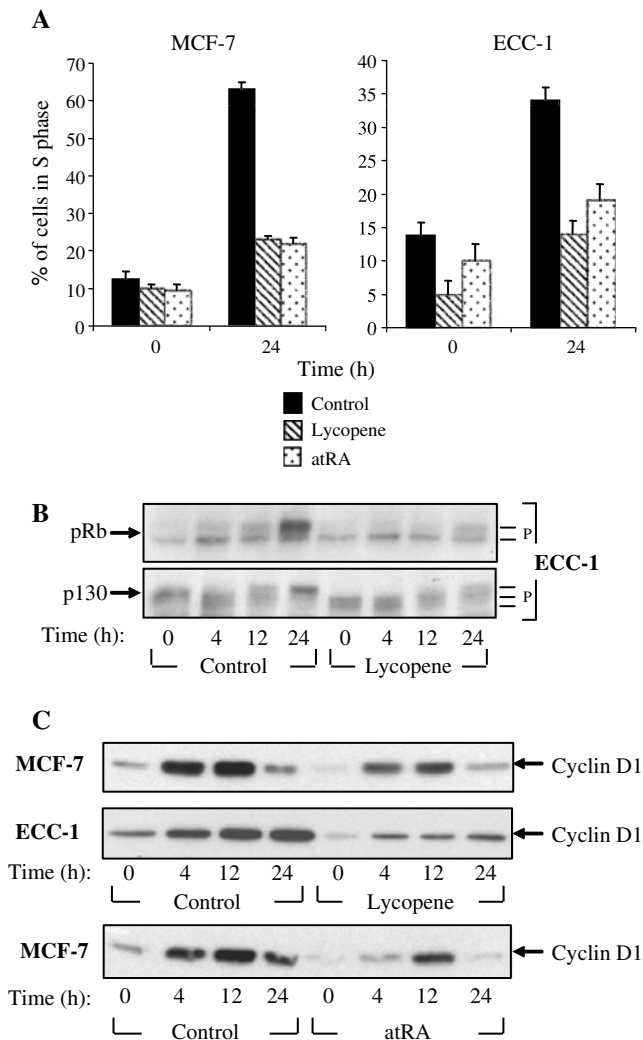 A
MCF-7 ECC-1
% of cells in S phase
70
60
50
40
30
20
10
0
0 24
40
35
30
25
20
15
10
5
0
0 24
Time (h)
Control
Lycopene
atRA
B
pRb
P
p130
P
ECC-1
Time (h): 0 4 12 24 0 4 12 24
Control Lycopene
C
MCF-7 Cyclin D1
ECC-1 Cyclin D1
Time (h): 0 4 12 24 0 4 12 24
Control Lycopene
MCF-7 Cyclin D1
Time (h): 0 4 12 24 0 4 12 24
Control atRA